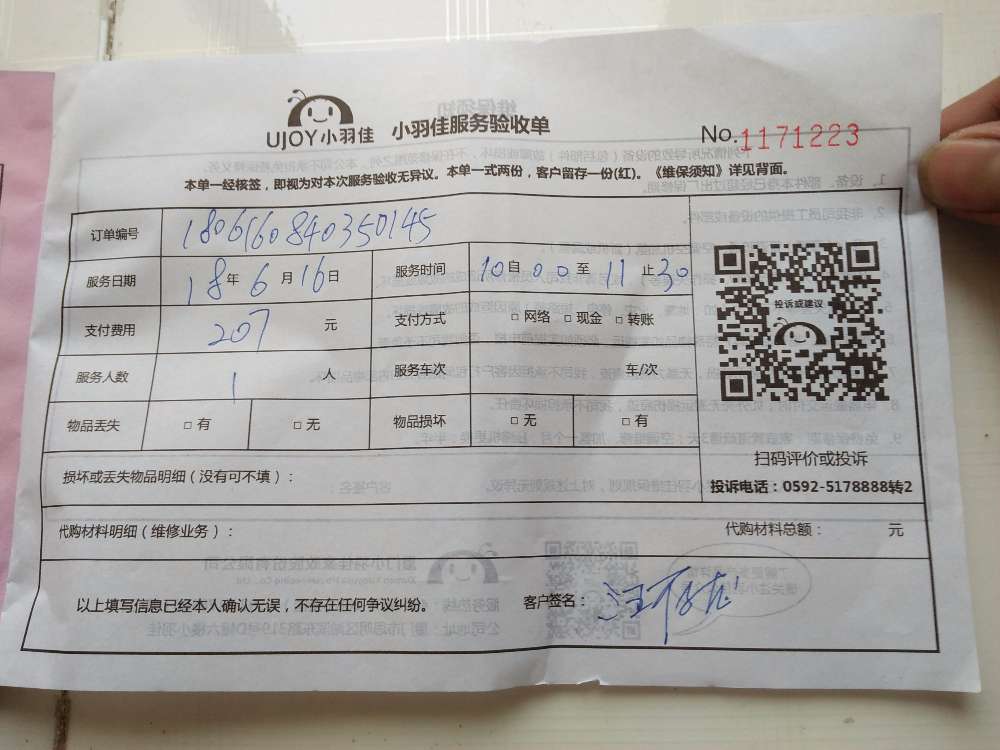 UJOY小羽佳 小羽佳服务验收单
No.1171223
本单一经核签，即视为对本次服务验收无异议。本单一式两份，客户留存一份(红)。《维保须知》详见背面。
订单编号 1806160840350145
服务日期 18年6月16日 服务时间 10自00至11止30
支付费用 207元 支付方式 □网络 □现金 □转账
服务人数 1人 服务车次 车/次
物品丢失 □有 □无 物品损坏 □无 □有
投诉或建议
扫码评价或投诉
投诉电话：0592-5178888转2
损坏或丢失物品明细（没有可不填）：
代购材料明细（维修业务）： 代购材料总额： 元
以上填写信息已经本人确认无误，不存在任何争议纠纷。 客户签名：